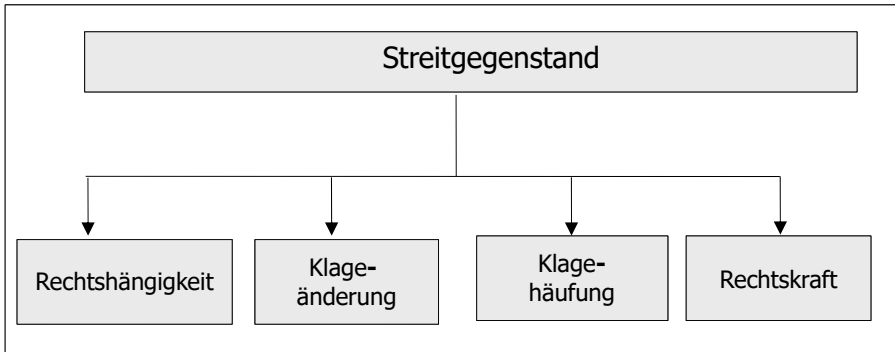 Streitgegenstand
Rechtshängigkeit
Klage-
änderung
Klage-
häufung
Rechtskraft